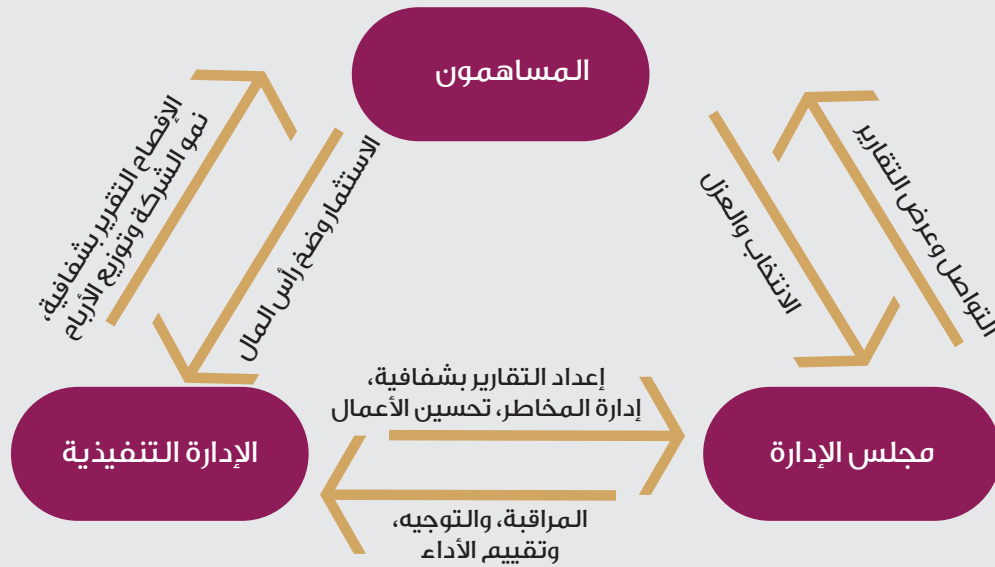 المساهمون
التواصل وعرض التقارير
الانتخاب والعزل
الاستثمار وضخ رأس المال
الإفصاح التقرير بشفافية،
نمو الشركة وتوزيع الأرباح
مجلس الإدارة
إعداد التقارير بشفافية،
إدارة المخاطر، تحسين الأعمال
الإدارة التنفيذية
المراقبة، والتوجيه،
وتقييم الأداء